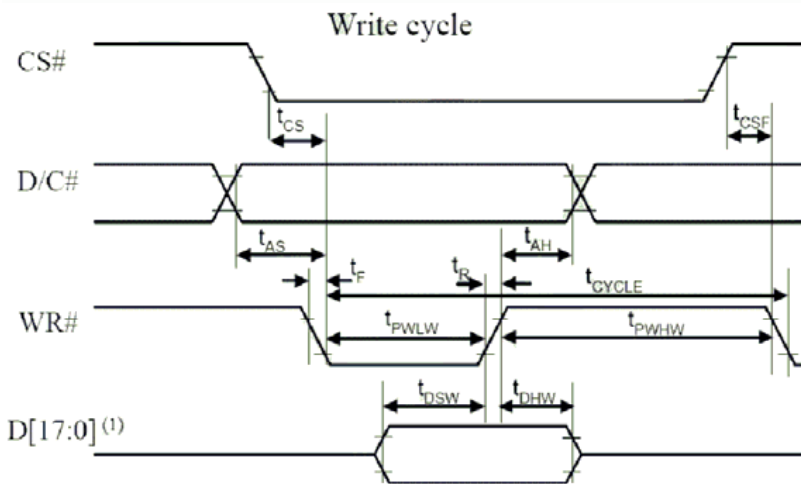 Write cycle
CS#
tCS
tCSF
D/C#
tAS
tAH
tF
tR
tCYCLE
WR#
tPWLW
tPWHW
tDSW
tDHW
D[17:0](1)